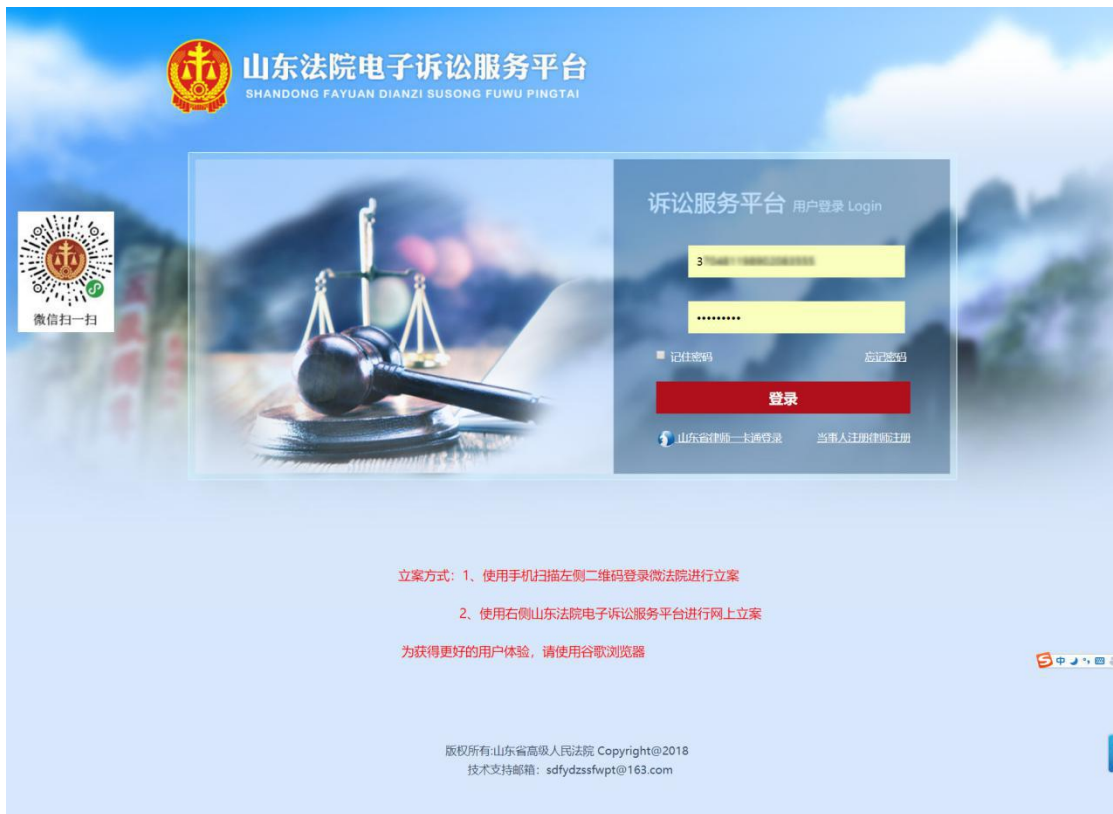 山东法院电子诉讼服务平台
SHANDONG FAYUAN DIANZI SUSONG FUWU PINGTAI
诉讼服务平台 用户登录 Login
3
•••••••••
微信扫一扫
记住密码 忘记密码
登录
山东省律师一卡通登录 当事人注册律师注册
立案方式：1、使用手机扫描左侧二维码登录微法院进行立案
2、使用右侧山东法院电子诉讼服务平台进行网上立案
为获得更好的用户体验，请使用谷歌浏览器
中
版权所有:山东省高级人民法院 Copyright@2018
技术支持邮箱：sdfydzssfwpt@163.com